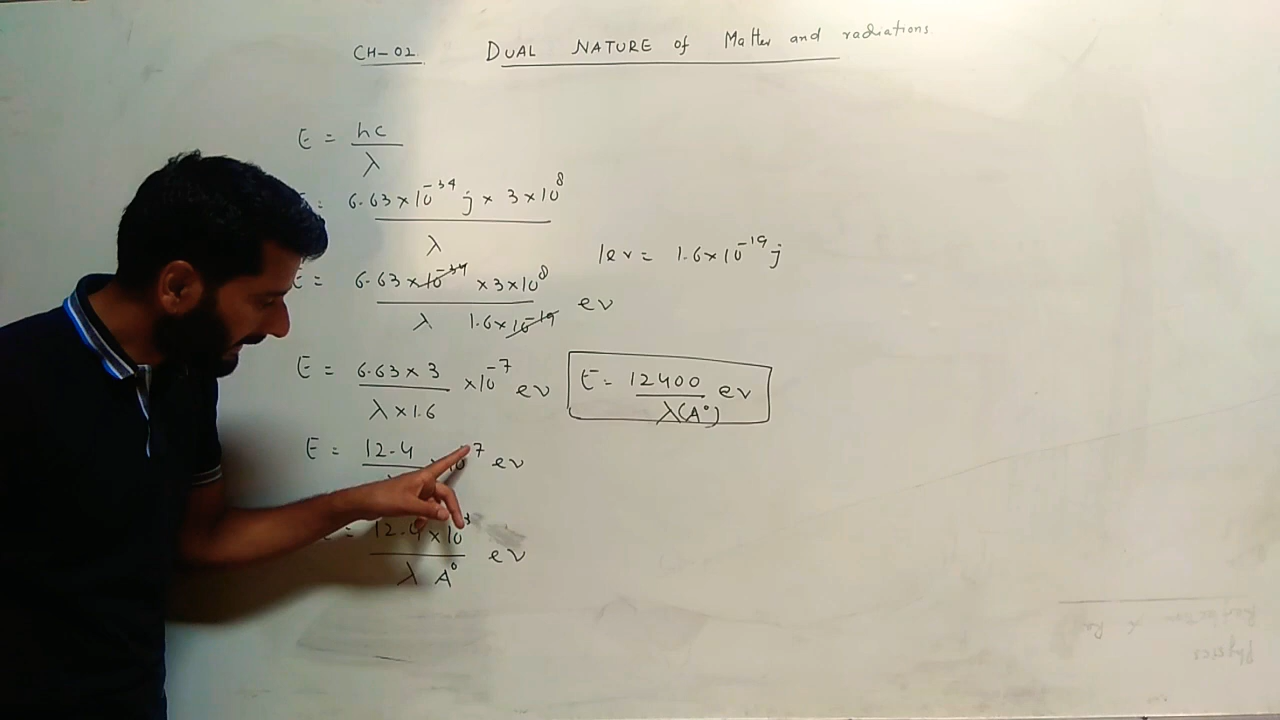 CH-02. DUAL NATURE of Matter and radiations.
E = hc
λ
= 6.63×10⁻³⁴ j × 3×10⁸
λ
1ev = 1.6×10⁻¹⁹ j
E = 6.63×10⁻³⁴ ×3×10⁸
λ 1.6×10⁻¹⁹ ev
E = 6.63×3 ×10⁻⁷ ev
λ×1.6
E = 12400 ev
λ(A°)
E = 12.4 ev
= 12.4×10³ ev
λ A°
Physics